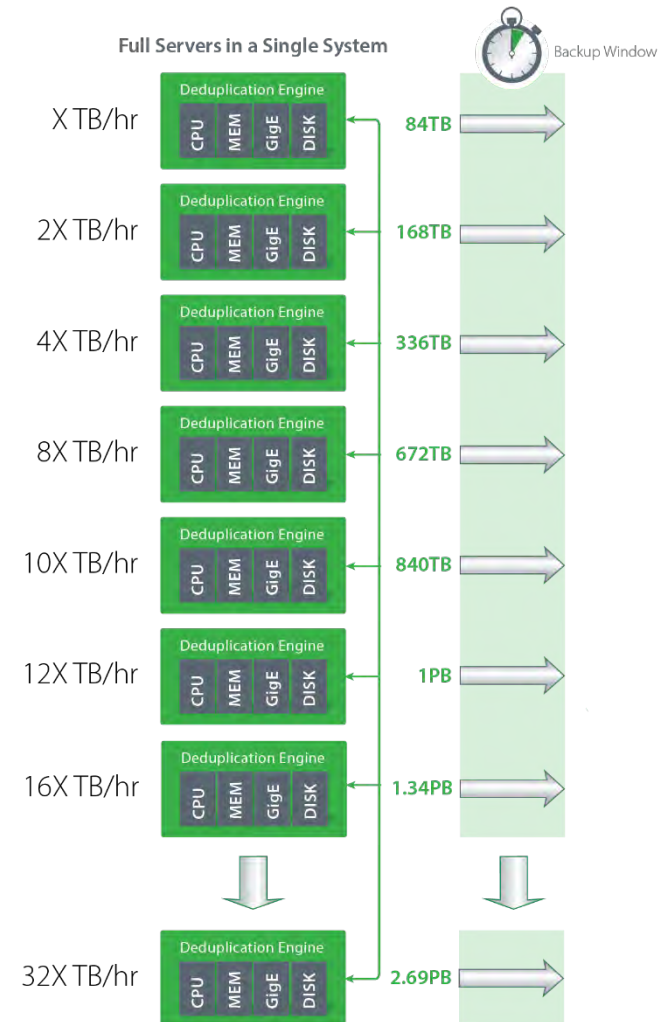 Full Servers in a Single System
Backup Window
X TB/hr
Deduplication Engine
CPU MEM GigE DISK
84TB
2X TB/hr
Deduplication Engine
CPU MEM GigE DISK
168TB
4X TB/hr
Deduplication Engine
CPU MEM GigE DISK
336TB
8X TB/hr
Deduplication Engine
CPU MEM GigE DISK
672TB
10X TB/hr
Deduplication Engine
CPU MEM GigE DISK
840TB
12X TB/hr
Deduplication Engine
CPU MEM GigE DISK
1PB
16X TB/hr
Deduplication Engine
CPU MEM GigE DISK
1.34PB
32X TB/hr
Deduplication Engine
CPU MEM GigE DISK
2.69PB